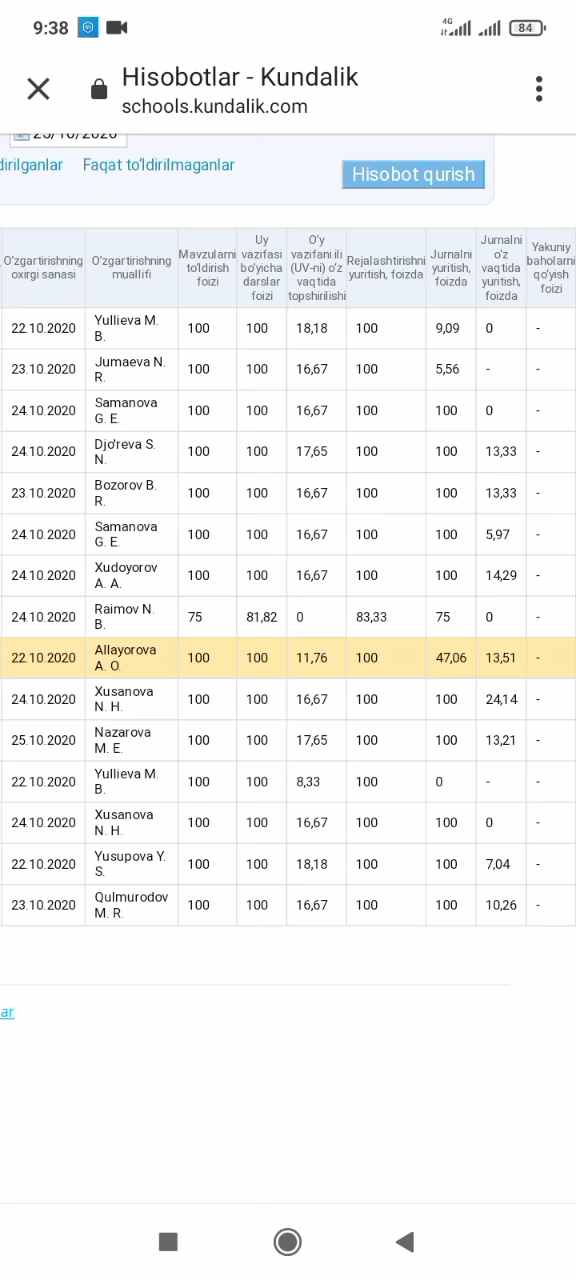 9:38
4G
84
Hisobotlar - Kundalik
schools.kundalik.com
dirilganlar Faqat to'ldirilmaganlar
Hisobot qurish
O'zgartirishning oxirgi sanasi
O'zgartirishning muallifi
Mavzularni to'ldirish foizi
Uy vazifasi bo'yicha darslar foizi
O'y vazifani ili (UV-ni) o'z vaqtida topshirilishi
Rejalashtirishni yuritish, foizda
Jurnalni yuritish, foizda
Jurnalni o'z vaqtida yuritish, foizda
Yakuniy baholarni qo'yish foizi
22.10.2020 Yullieva M. B. 100 100 18,18 100 9,09 0 -
23.10.2020 Jumaeva N. R. 100 100 16,67 100 5,56 - -
24.10.2020 Samanova G. E. 100 100 16,67 100 100 0 -
24.10.2020 Djo'reva S. N. 100 100 17,65 100 100 13,33 -
23.10.2020 Bozorov B. R. 100 100 16,67 100 100 13,33 -
24.10.2020 Samanova G. E. 100 100 16,67 100 100 5,97 -
24.10.2020 Xudoyorov A. A. 100 100 16,67 100 100 14,29 -
24.10.2020 Raimov N. B. 75 81,82 0 83,33 75 0 -
22.10.2020 Allayorova A. O. 100 100 11,76 100 47,06 13,51 -
24.10.2020 Xusanova N. H. 100 100 16,67 100 100 24,14 -
25.10.2020 Nazarova M. E. 100 100 17,65 100 100 13,21 -
22.10.2020 Yullieva M. B. 100 100 8,33 100 0 - -
24.10.2020 Xusanova N. H. 100 100 16,67 100 100 0 -
22.10.2020 Yusupova Y. S. 100 100 18,18 100 100 7,04 -
23.10.2020 Qulmurodov M. R. 100 100 16,67 100 100 10,26 -
ar